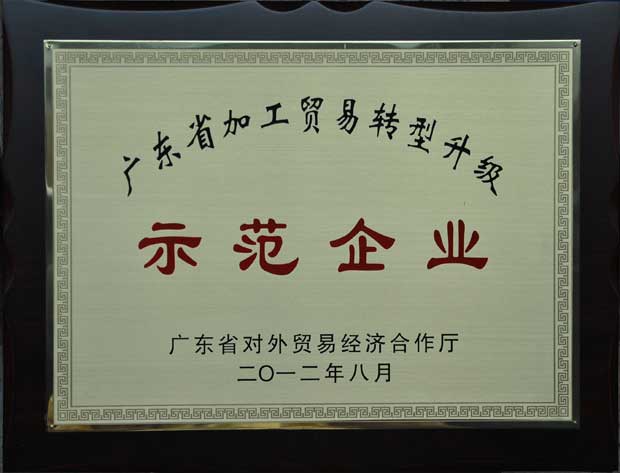 广东省加工贸易转型升级
示范企业
广东省对外贸易经济合作厅
二〇一二年八月